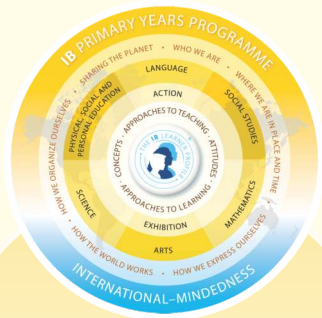 IB PRIMARY YEARS PROGRAMME
SHARING THE PLANET • WHO WE ARE • WHERE WE ARE IN PLACE AND TIME
HOW WE ORGANIZE OURSELVES • HOW THE WORLD WORKS • HOW WE EXPRESS OURSELVES
LANGUAGE
PHYSICAL, SOCIAL AND
PERSONAL EDUCATION
SOCIAL STUDIES
ACTION
APPROACHES TO TEACHING
CONCEPTS
ATTITUDES
THE IB LEARNER PROFILE
APPROACHES TO LEARNING
EXHIBITION
SCIENCE
MATHEMATICS
ARTS
INTERNATIONAL–MINDEDNESS